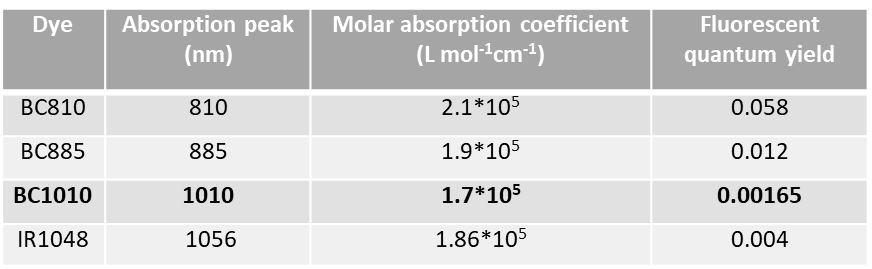 Dye Absorption peak (nm) Molar absorption coefficient (L mol⁻¹cm⁻¹) Fluorescent quantum yield
BC810 810 2.1*10⁵ 0.058
BC885 885 1.9*10⁵ 0.012
BC1010 1010 1.7*10⁵ 0.00165
IR1048 1056 1.86*10⁵ 0.004